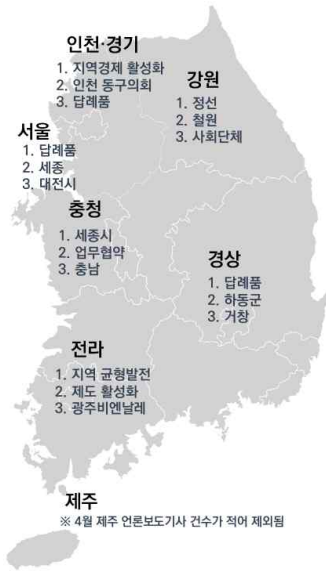 인천·경기
1. 지역경제 활성화
2. 인천 동구의회
3. 답례품
강원
1. 정선
2. 철원
3. 사회단체
서울
1. 답례품
2. 세종
3. 대전시
충청
1. 세종시
2. 업무협약
3. 충남
경상
1. 답례품
2. 하동군
3. 거창
전라
1. 지역 균형발전
2. 제도 활성화
3. 광주비엔날레
제주
※ 4월 제주 언론보도기사 건수가 적어 제외됨